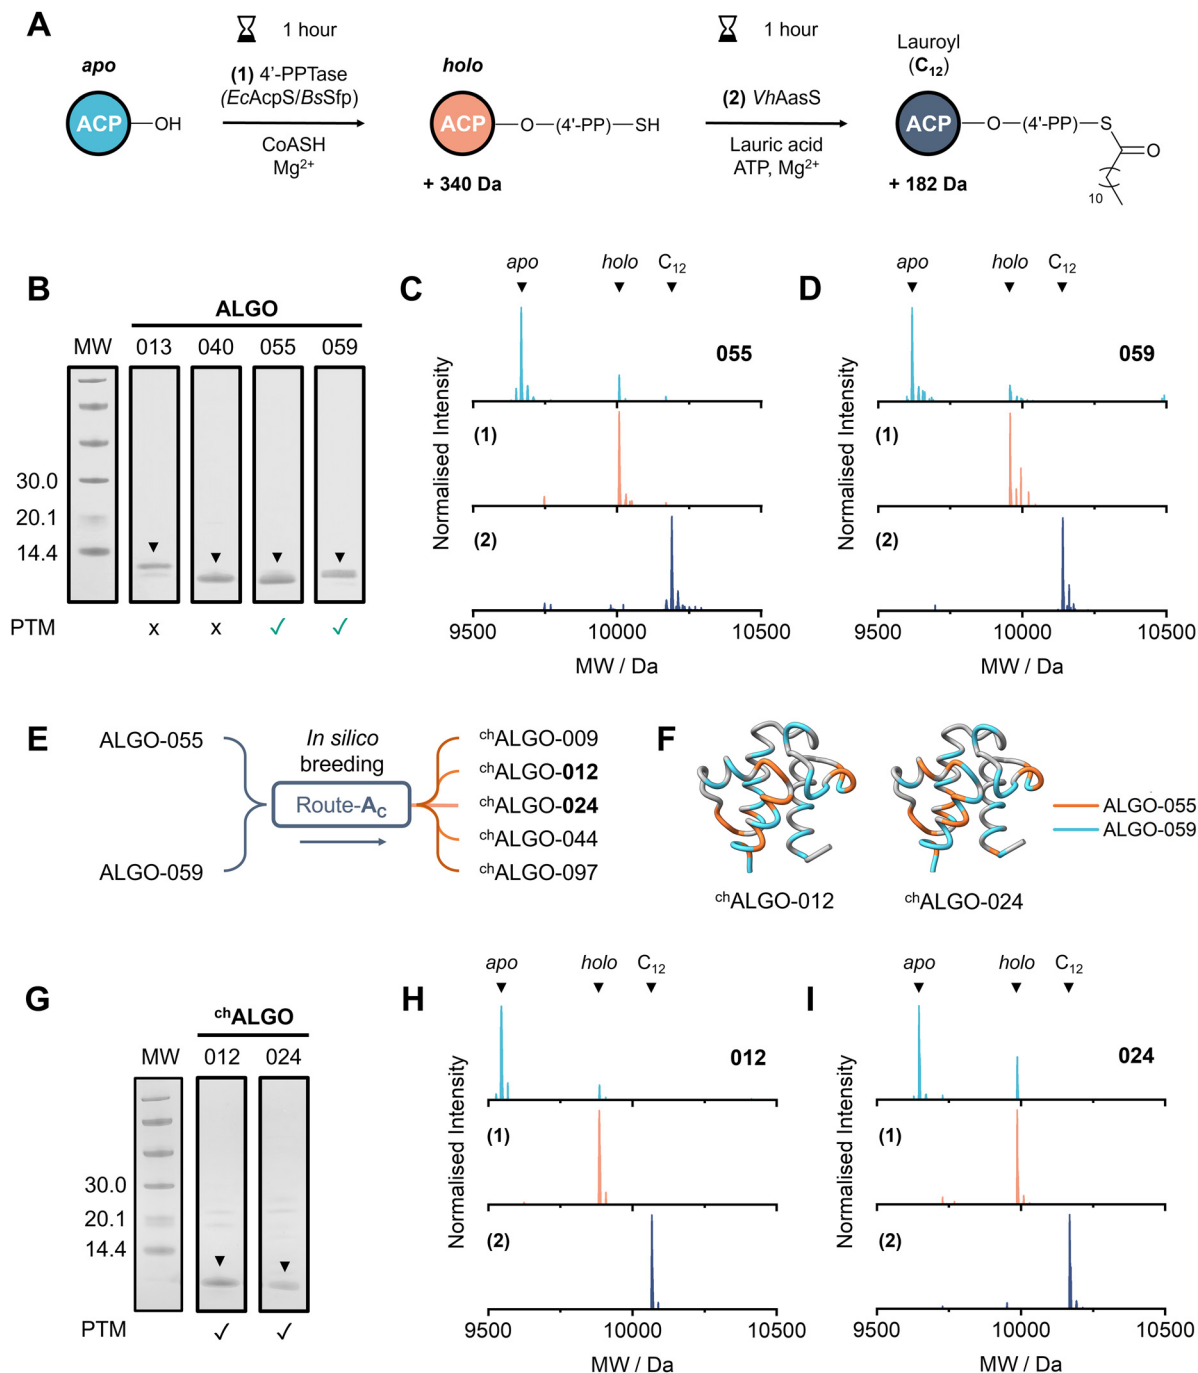 A
1 hour
1 hour
apo
(1) 4'-PPTase
(EcAcpS/BsSfp)
CoASH
Mg²⁺
holo
(2) VhAasS
Lauric acid
ATP, Mg²⁺
Lauroyl
(C₁₂)
ACP
OH
ACP
O
(4'-PP)
SH
+ 340 Da
ACP
O
(4'-PP)
S
O
10
+ 182 Da
B
ALGO
MW
013
040
055
059
30.0
20.1
14.4
PTM
x
x
✓
✓
C
apo
holo
C₁₂
055
(1)
(2)
Normalised Intensity
9500
10000
10500
MW / Da
D
apo
holo
C₁₂
059
(1)
(2)
Normalised Intensity
9500
10000
10500
MW / Da
E
ALGO-055
ALGO-059
In silico
breeding
Route-A_C
ᶜʰALGO-009
ᶜʰALGO-012
ᶜʰALGO-024
ᶜʰALGO-044
ᶜʰALGO-097
F
ᶜʰALGO-012
ᶜʰALGO-024
ALGO-055
ALGO-059
G
ᶜʰALGO
MW
012
024
30.0
20.1
14.4
PTM
✓
✓
H
apo
holo
C₁₂
012
(1)
(2)
Normalised Intensity
9500
10000
10500
MW / Da
I
apo
holo
C₁₂
024
(1)
(2)
Normalised Intensity
9500
10000
10500
MW / Da